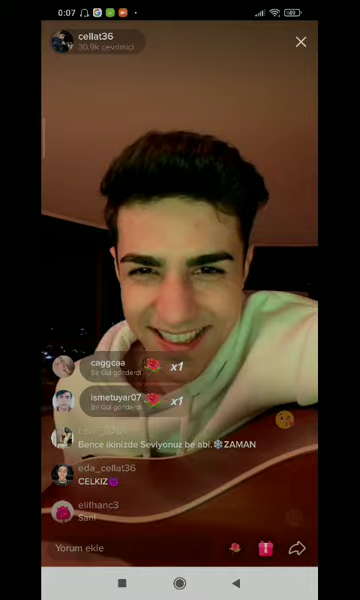 0:07
cellat36
30.9k çevrimiçi
caggcaa
Bir Gül gönderdi
x1
ismetuyar07
Bir Gül gönderdi
x1
Bence ikinizde Seviyonuz be abi.❄️ZAMAN
eda_cellat36
CELKIZ😈
elifhanc3
Yorum ekle